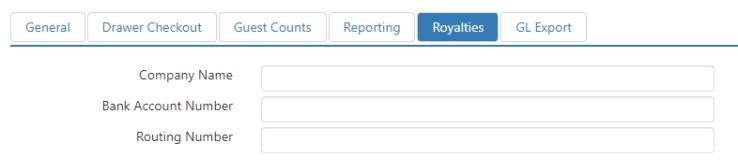 General Drawer Checkout Guest Counts Reporting Royalties GL Export
Company Name
Bank Account Number
Routing Number